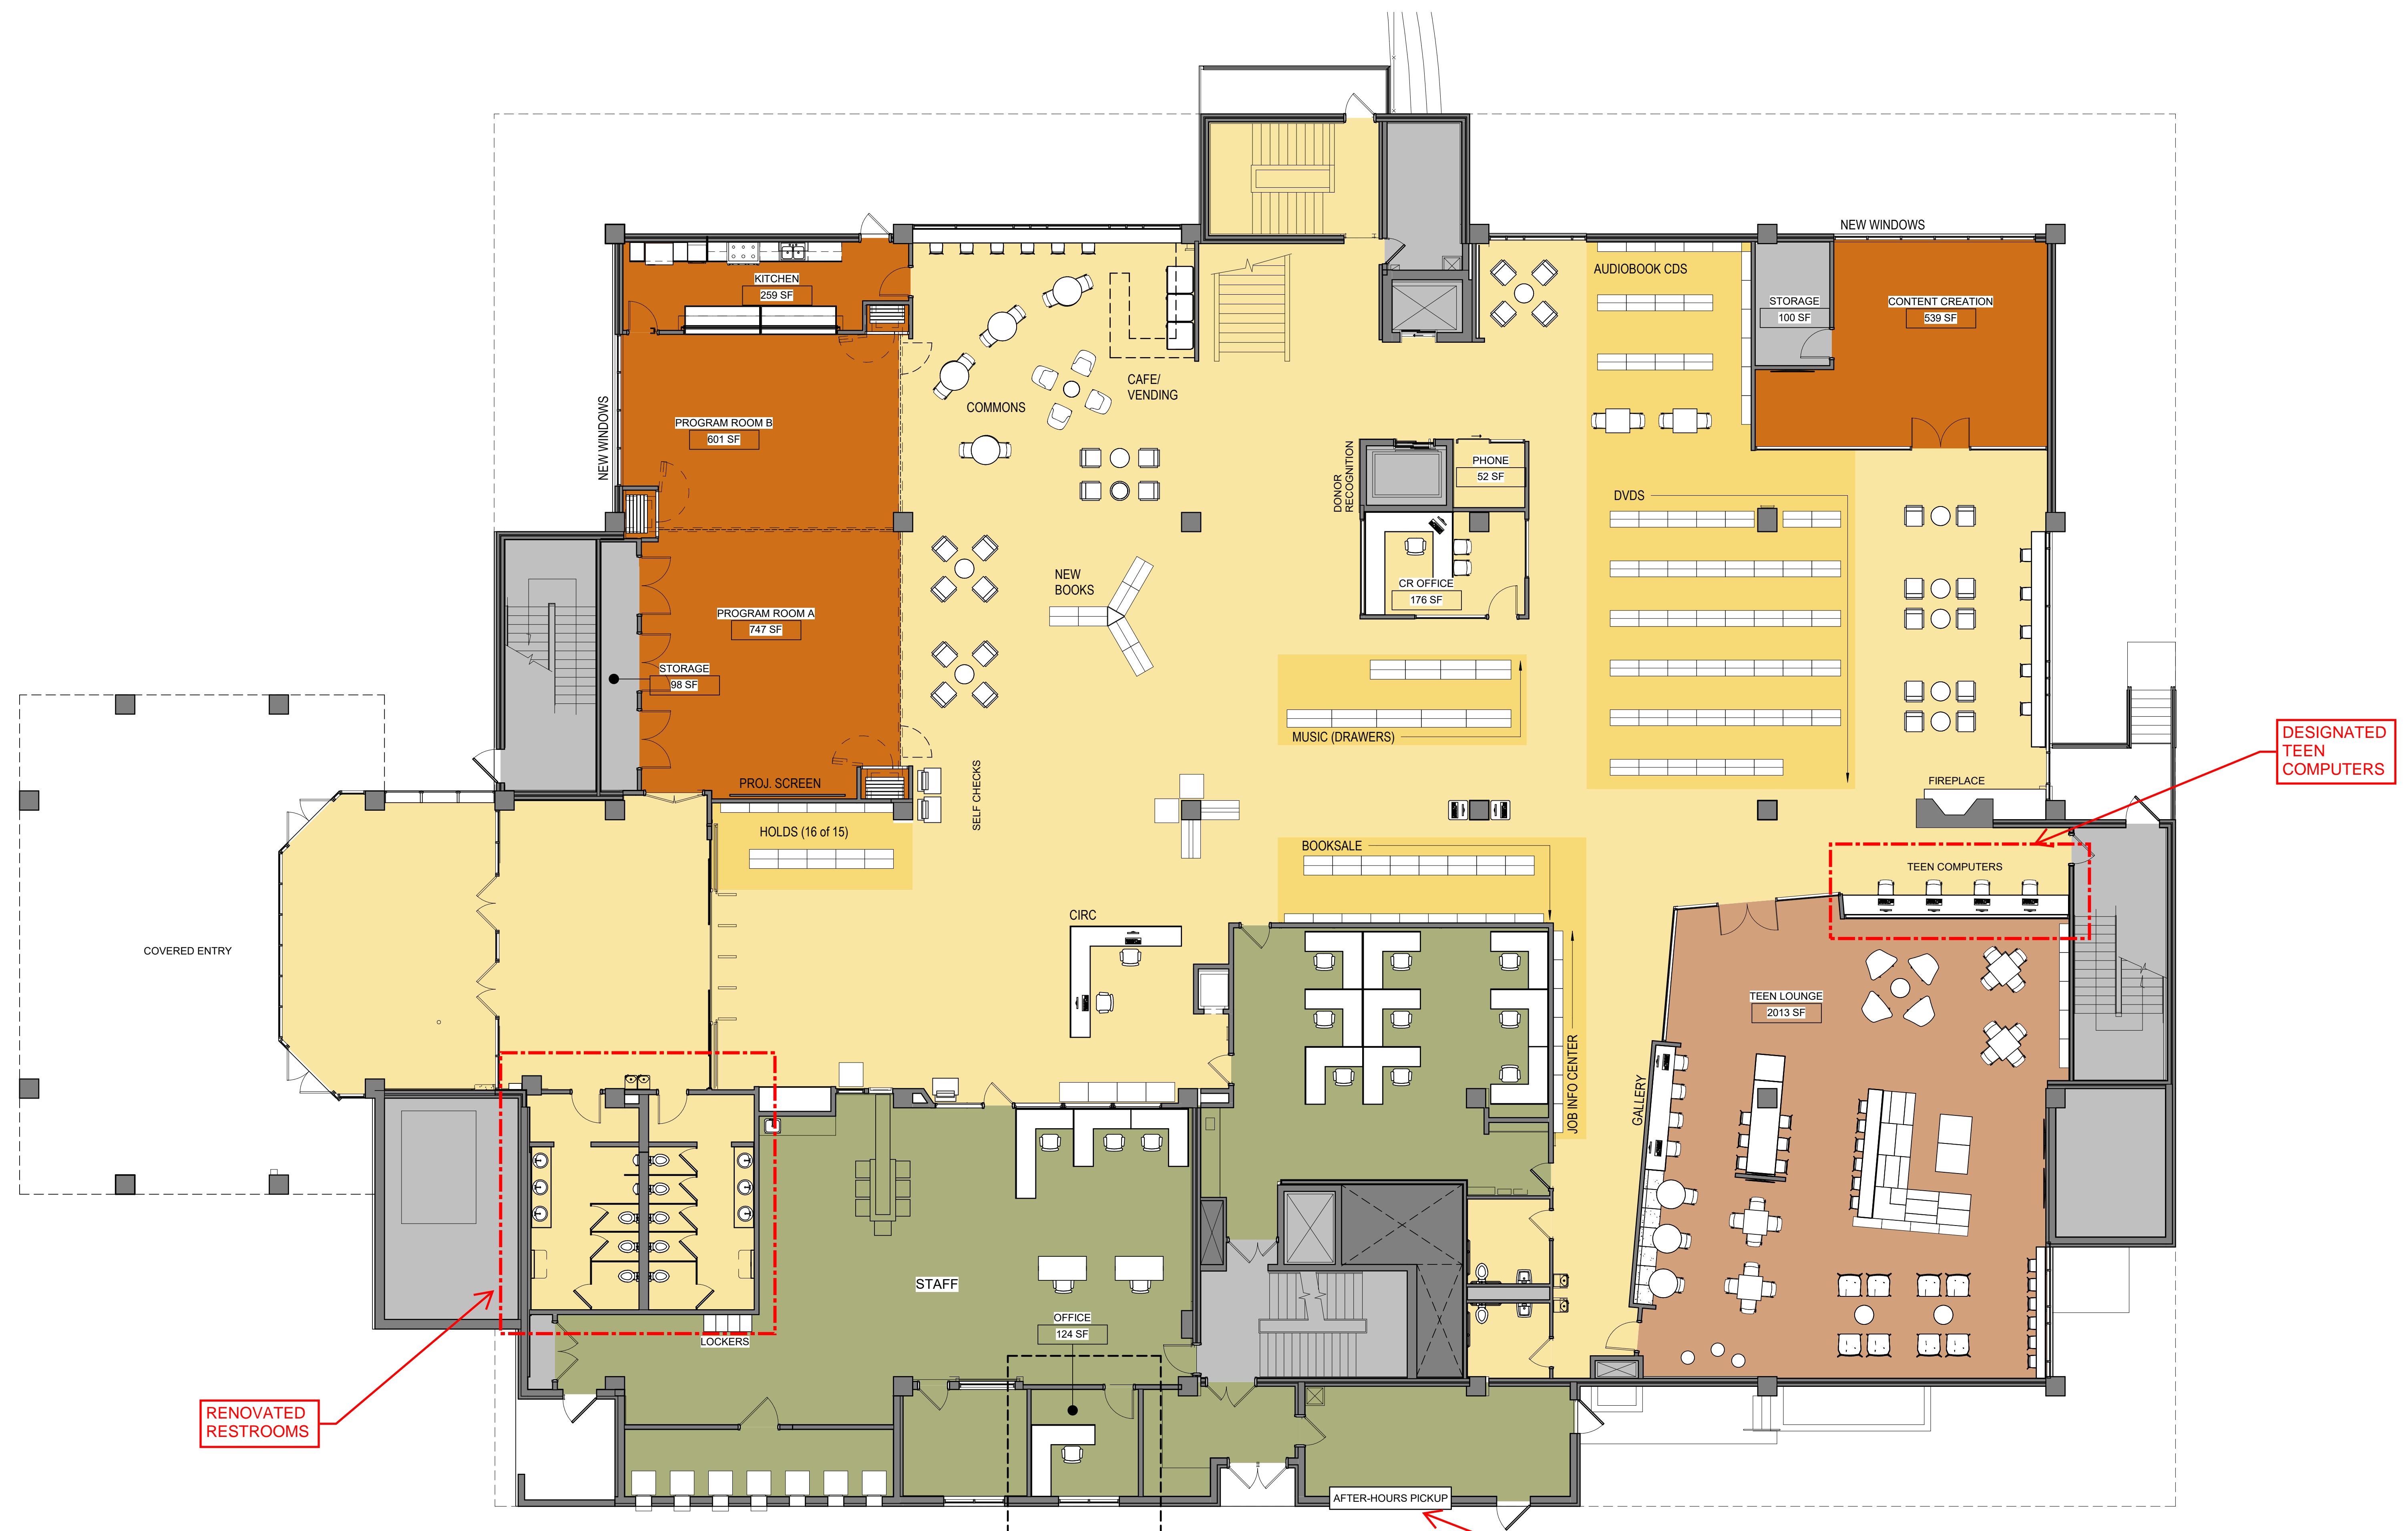 NEW WINDOWS
KITCHEN
259 SF
AUDIOBOOK CDS
STORAGE
100 SF
CONTENT CREATION
539 SF
NEW WINDOWS
PROGRAM ROOM B
601 SF
COMMONS
CAFE/
VENDING
DONOR
RECOGNITION
PHONE
52 SF
DVDS
CR OFFICE
176 SF
NEW
BOOKS
PROGRAM ROOM A
747 SF
STORAGE
98 SF
MUSIC (DRAWERS)
DESIGNATED
TEEN
COMPUTERS
PROJ. SCREEN
SELF CHECKS
FIREPLACE
HOLDS (16 of 15)
BOOKSALE
TEEN COMPUTERS
CIRC
COVERED ENTRY
TEEN LOUNGE
2013 SF
JOB INFO CENTER
GALLERY
STAFF
OFFICE
124 SF
LOCKERS
RENOVATED
RESTROOMS
AFTER-HOURS PICKUP